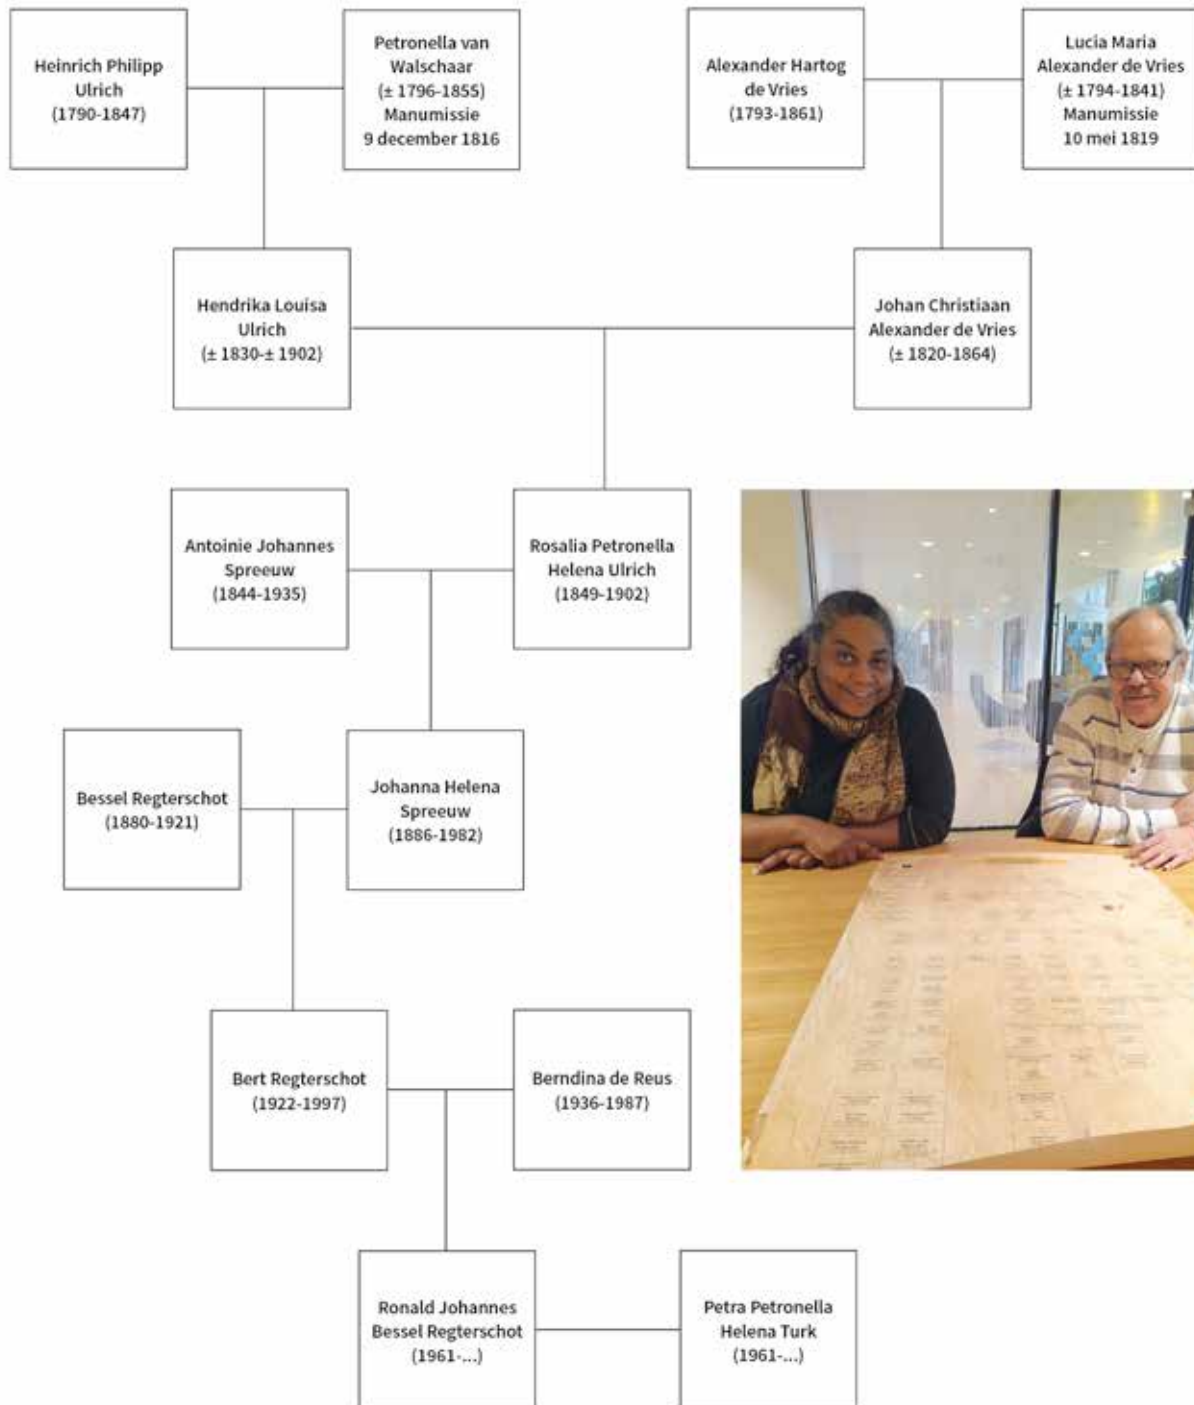 Heinrich Philipp
Ulrich
(1790-1847)
Petronella van
Walschaar
(± 1796-1855)
Manumissie
9 december 1816
Alexander Hartog
de Vries
(1793-1861)
Lucia Maria
Alexander de Vries
(± 1794-1841)
Manumissie
10 mei 1819
Hendrika Louisa
Ulrich
(± 1830-± 1902)
Johan Christiaan
Alexander de Vries
(± 1820-1864)
Antoinie Johannes
Spreeuw
(1844-1935)
Rosalia Petronella
Helena Ulrich
(1849-1902)
Bessel Regterschot
(1880-1921)
Johanna Helena
Spreeuw
(1886-1982)
Bert Regterschot
(1922-1997)
Berndina de Reus
(1936-1987)
Ronald Johannes
Bessel Regterschot
(1961-...)
Petra Petronella
Helena Turk
(1961-...)